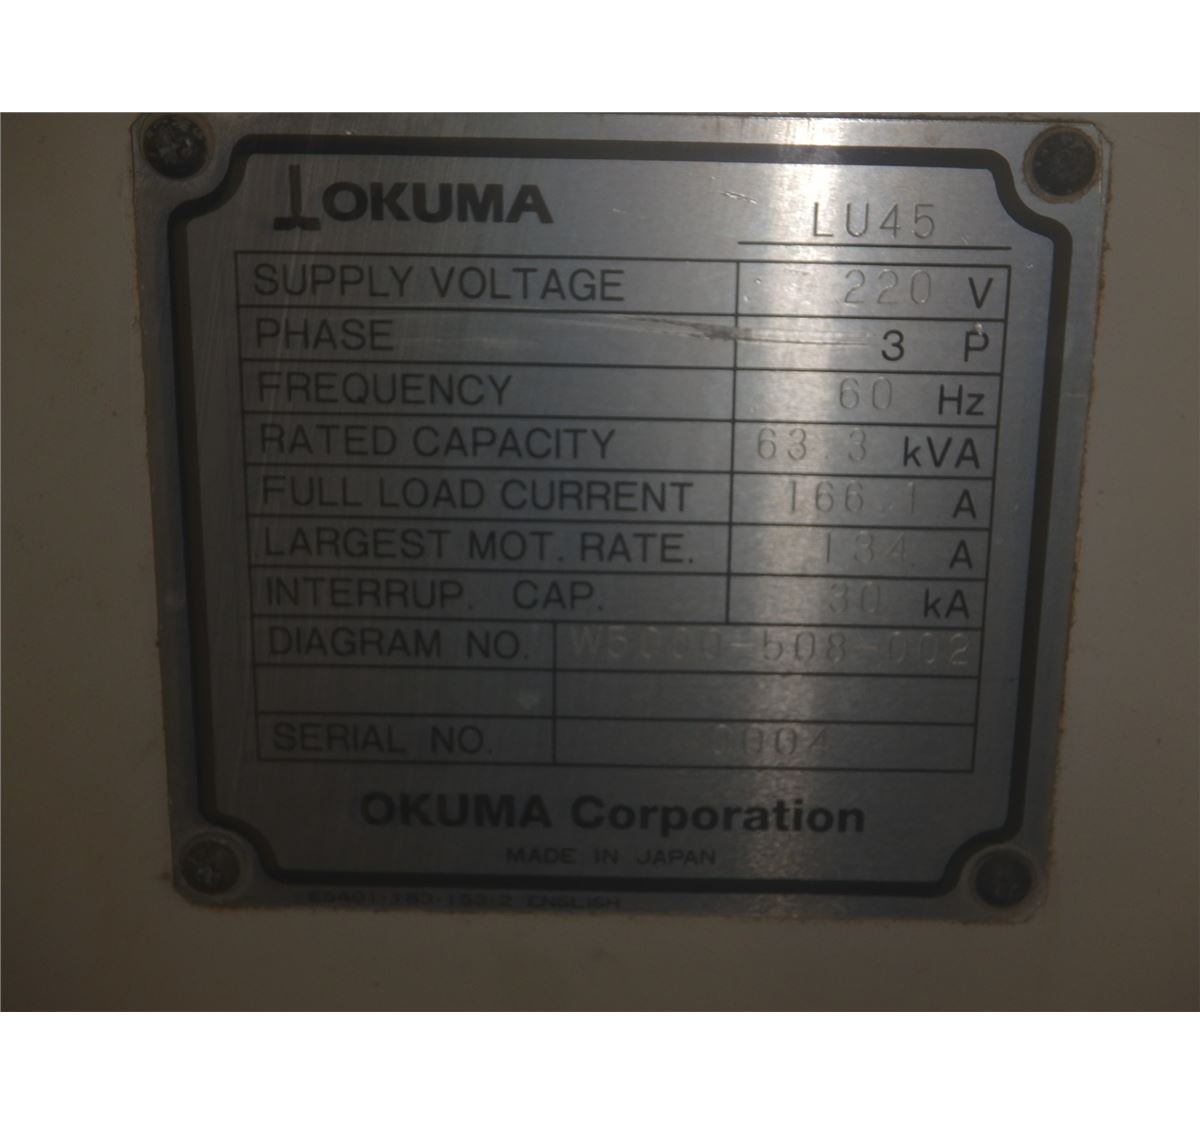 OKUMA
LU45
SUPPLY VOLTAGE 220 V
PHASE 3 P
FREQUENCY 60 Hz
RATED CAPACITY 63.3 kVA
FULL LOAD CURRENT 166.1 A
LARGEST MOT. RATE. 134. A
INTERRUP. CAP. 30 kA
DIAGRAM NO. W5000-508-002
SERIAL NO.
OKUMA Corporation
MADE IN JAPAN
ENGLISH